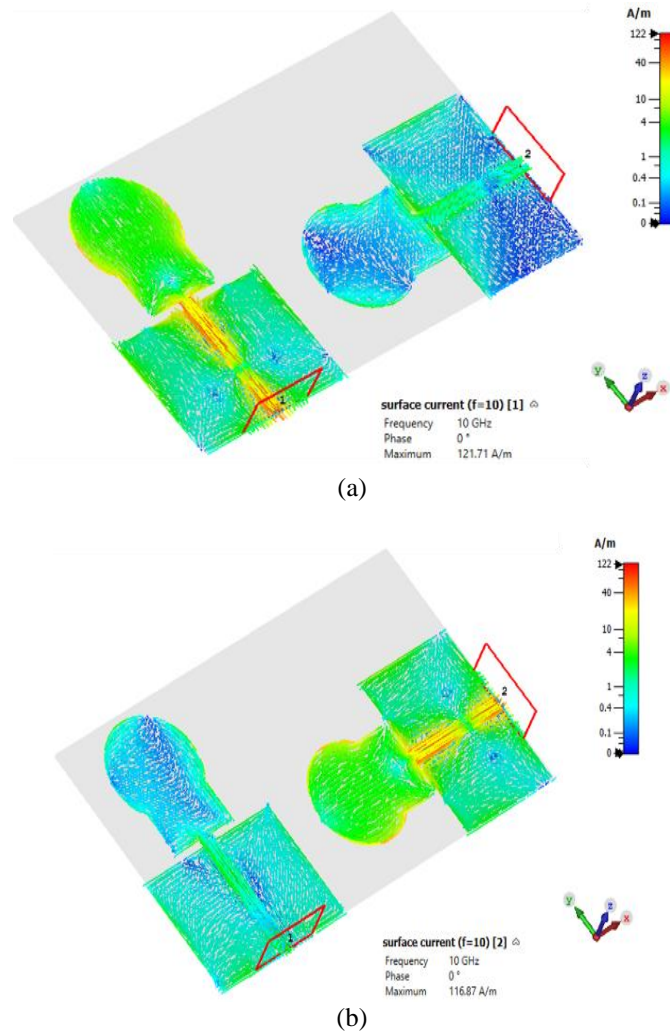 A/m
122
40
10
4
1
0.4
0.1
0
2
1
y
z
x
surface current (f=10) [1]
Frequency 10 GHz
Phase 0 °
Maximum 121.71 A/m
(a)
A/m
122
40
10
4
1
0.4
0.1
0
2
1
y
z
x
surface current (f=10) [2]
Frequency 10 GHz
Phase 0 °
Maximum 116.87 A/m
(b)